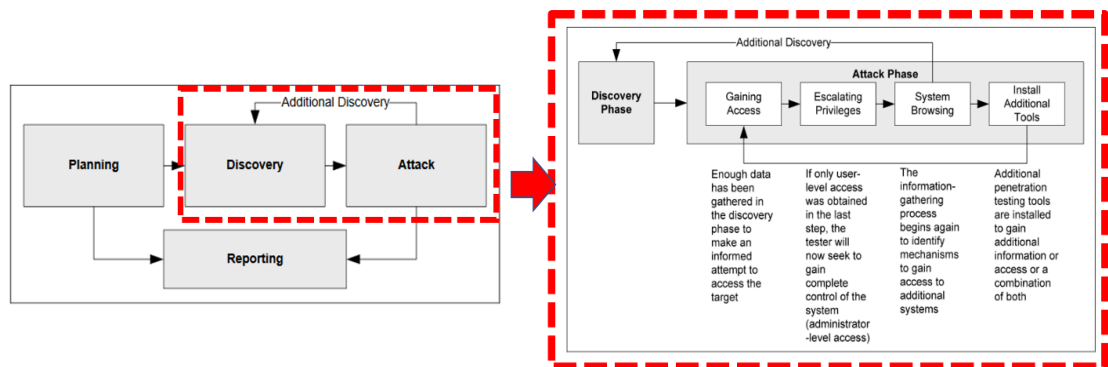 Additional Discovery
Planning
Discovery
Attack
Reporting
Additional Discovery
Discovery
Phase
Attack Phase
Gaining
Access
Escalating
Privileges
System
Browsing
Install
Additional
Tools
Enough data
has been
gathered in
the discovery
phase to
make an
informed
attempt to
access the
target
If only user-
level access
was obtained
in the last
step, the
tester will
now seek to
gain
complete
control of the
system
(administrator
-level access)
The
information-
gathering
process
begins again
to identify
mechanisms
to gain
access to
additional
systems
Additional
penetration
testing tools
are installed
to gain
additional
information or
access or a
combination
of both